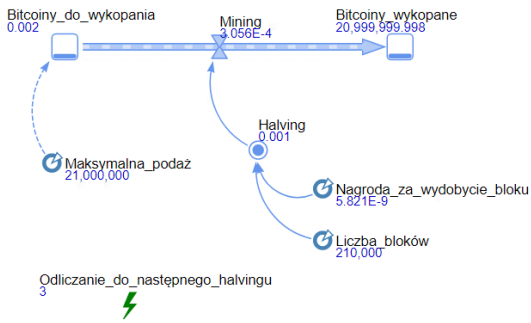 Bitcoiny_do_wykopania
0.002
Mining
3.056E-4
Bitcoiny_wykopane
20,999,999.998
Halving
0.001
Maksymalna_podaż
21,000,000
Nagroda_za_wydobycie_bloku
5.821E-9
Liczba_bloków
210,000
Odliczanie_do_następnego_halvingu
3